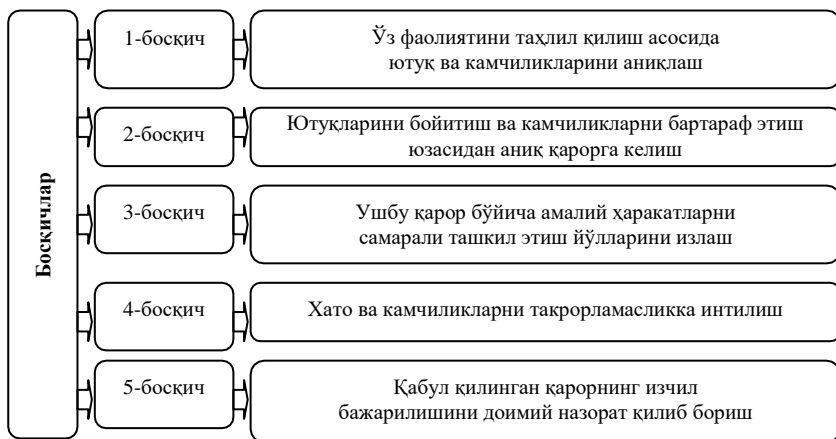 Босқичлар
1-босқич
Ўз фаолиятини таҳлил қилиш асосида
ютуқ ва камчиликларини аниқлаш
2-босқич
Ютуқларини бойитиш ва камчиликларни бартараф этиш
юзасидан аниқ қарорга келиш
3-босқич
Ушбу қарор бўйича амалий ҳаракатларни
самарали ташкил этиш йўлларини излаш
4-босқич
Хато ва камчиликларни такрорламасликка интилиш
5-босқич
Қабул қилинган қарорнинг изчил
бажарилишини доимий назорат қилиб бориш